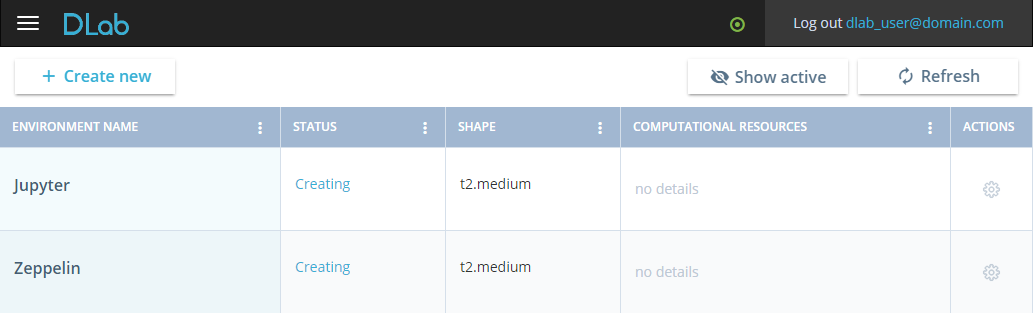 DLab
Log out dlab_user@domain.com
+ Create new
Show active
Refresh
ENVIRONMENT NAME STATUS SHAPE COMPUTATIONAL RESOURCES ACTIONS
Jupyter Creating t2.medium no details
Zeppelin Creating t2.medium no details